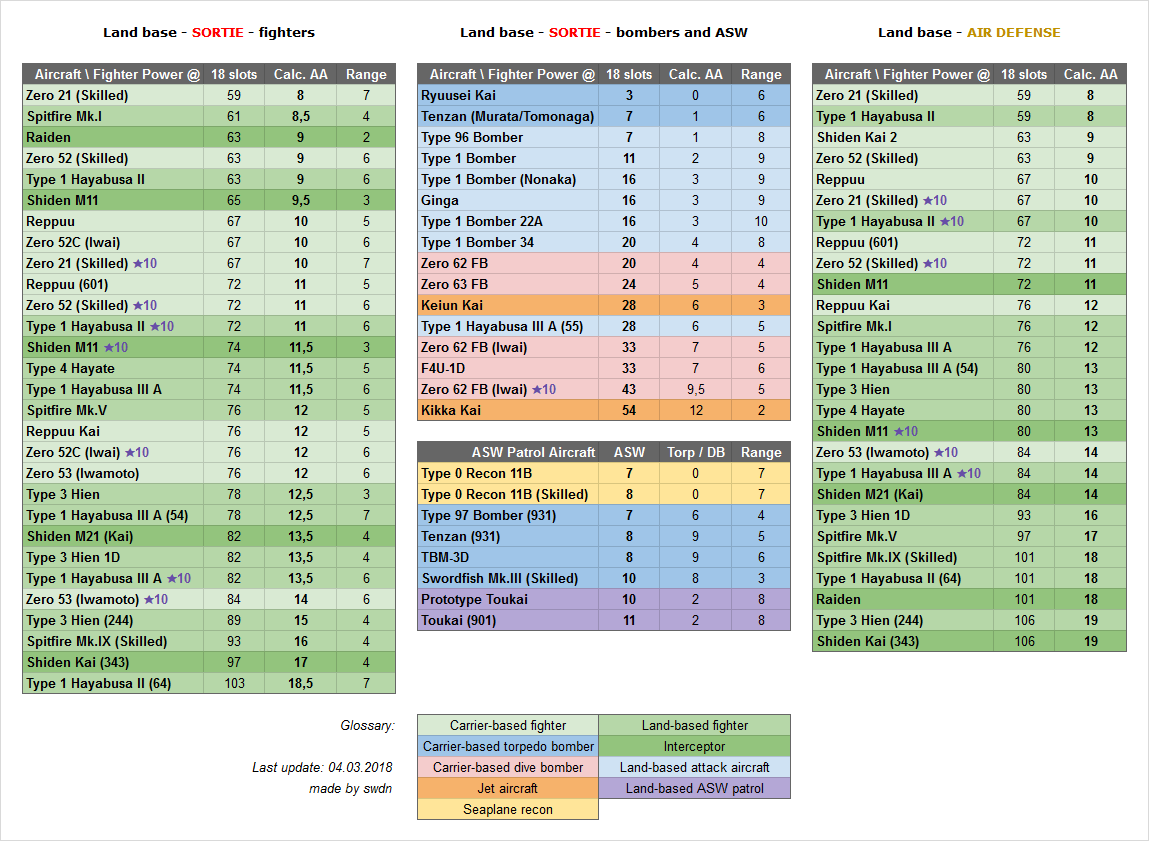 Land base - SORTIE - fighters
Aircraft \ Fighter Power @ 18 slots Calc. AA Range
Zero 21 (Skilled) 59 8 7
Spitfire Mk.I 61 8,5 4
Raiden 63 9 2
Zero 52 (Skilled) 63 9 6
Type 1 Hayabusa II 63 9 6
Shiden M11 65 9,5 3
Reppuu 67 10 5
Zero 52C (Iwai) 67 10 6
Zero 21 (Skilled) ★10 67 10 7
Reppuu (601) 72 11 5
Zero 52 (Skilled) ★10 72 11 6
Type 1 Hayabusa II ★10 72 11 6
Shiden M11 ★10 74 11,5 3
Type 4 Hayate 74 11,5 5
Type 1 Hayabusa III A 74 11,5 6
Spitfire Mk.V 76 12 5
Reppuu Kai 76 12 5
Zero 52C (Iwai) ★10 76 12 6
Zero 53 (Iwamoto) 76 12 6
Type 3 Hien 78 12,5 3
Type 1 Hayabusa III A (54) 78 12,5 7
Shiden M21 (Kai) 82 13,5 4
Type 3 Hien 1D 82 13,5 4
Type 1 Hayabusa III A ★10 82 13,5 6
Zero 53 (Iwamoto) ★10 84 14 6
Type 3 Hien (244) 89 15 4
Spitfire Mk.IX (Skilled) 93 16 4
Shiden Kai (343) 97 17 4
Type 1 Hayabusa II (64) 103 18,5 7
Land base - SORTIE - bombers and ASW
Aircraft \ Fighter Power @ 18 slots Calc. AA Range
Ryuusei Kai 3 0 6
Tenzan (Murata/Tomonaga) 7 1 6
Type 96 Bomber 7 1 8
Type 1 Bomber 11 2 9
Type 1 Bomber (Nonaka) 16 3 9
Ginga 16 3 9
Type 1 Bomber 22A 16 3 10
Type 1 Bomber 34 20 4 8
Zero 62 FB 20 4 4
Zero 63 FB 24 5 4
Keiun Kai 28 6 3
Type 1 Hayabusa III A (55) 28 6 5
Zero 62 FB (Iwai) 33 7 5
F4U-1D 33 7 6
Zero 62 FB (Iwai) ★10 43 9,5 5
Kikka Kai 54 12 2
ASW Patrol Aircraft ASW Torp / DB Range
Type 0 Recon 11B 7 0 7
Type 0 Recon 11B (Skilled) 8 0 7
Type 97 Bomber (931) 7 6 4
Tenzan (931) 8 9 5
TBM-3D 8 9 6
Swordfish Mk.III (Skilled) 10 8 3
Prototype Toukai 10 2 8
Toukai (901) 11 2 8
Land base - AIR DEFENSE
Aircraft \ Fighter Power @ 18 slots Calc. AA
Zero 21 (Skilled) 59 8
Type 1 Hayabusa II 59 8
Shiden Kai 2 63 9
Zero 52 (Skilled) 63 9
Reppuu 67 10
Zero 21 (Skilled) ★10 67 10
Type 1 Hayabusa II ★10 67 10
Reppuu (601) 72 11
Zero 52 (Skilled) ★10 72 11
Shiden M11 72 11
Reppuu Kai 76 12
Spitfire Mk.I 76 12
Type 1 Hayabusa III A 76 12
Type 1 Hayabusa III A (54) 80 13
Type 3 Hien 80 13
Type 4 Hayate 80 13
Shiden M11 ★10 80 13
Zero 53 (Iwamoto) ★10 84 14
Type 1 Hayabusa III A ★10 84 14
Shiden M21 (Kai) 84 14
Type 3 Hien 1D 93 16
Spitfire Mk.V 97 17
Spitfire Mk.IX (Skilled) 101 18
Type 1 Hayabusa II (64) 101 18
Raiden 101 18
Type 3 Hien (244) 106 19
Shiden Kai (343) 106 19
Glossary:
Carrier-based fighter Land-based fighter
Carrier-based torpedo bomber Interceptor
Last update: 04.03.2018
Carrier-based dive bomber Land-based attack aircraft
made by swdn
Jet aircraft Land-based ASW patrol
Seaplane recon